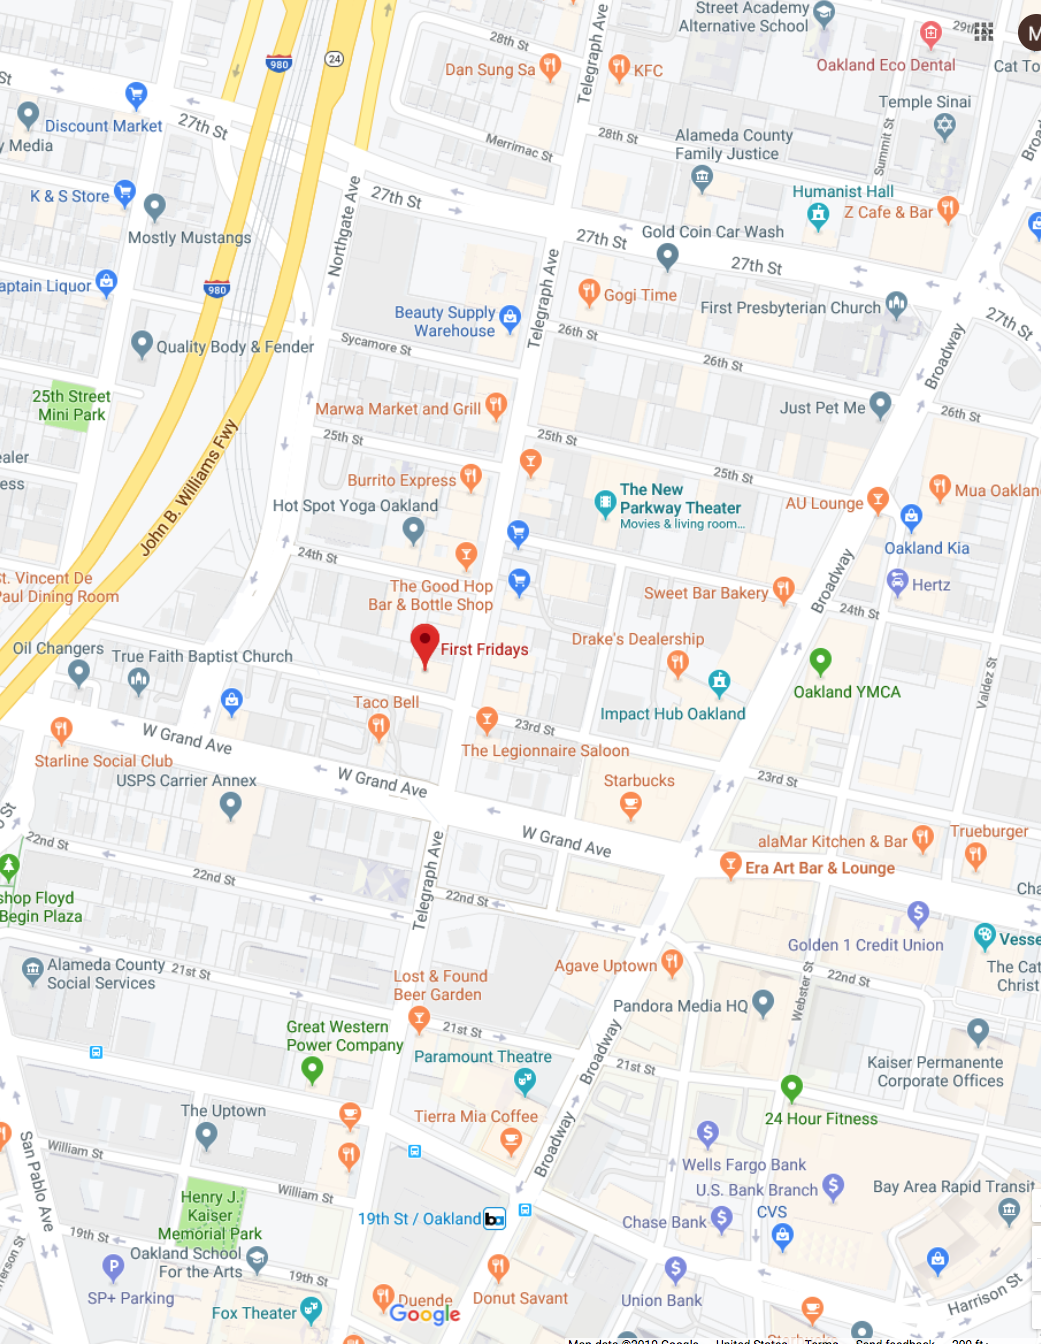 Street Academy
Alternative School
28th St
Telegraph Ave
29th
M
980
24
Dan Sung Sa
KFC
Oakland Eco Dental
Cat To
St
Discount Market
27th St
Temple Sinai
y Media
Merrimac St
28th St
Alameda County
Family Justice
Summit St
Broad
K & S Store
27th St
Humanist Hall
Z Cafe & Bar
Mostly Mustangs
Northgate Ave
27th St
Gold Coin Car Wash
27th St
aptain Liquor
980
Gogi Time
First Presbyterian Church
Telegraph Ave
Beauty Supply
Warehouse
27th St
Quality Body & Fender
Sycamore St
26th St
26th St
Broadway
25th Street
Mini Park
Marwa Market and Grill
Just Pet Me
26th St
25th St
25th St
25th St
ealer
ess
John B. Williams Fwy
Burrito Express
The New
Parkway Theater
Movies & living room...
AU Lounge
Mua Oaklan
Hot Spot Yoga Oakland
Oakland Kia
24th St
St. Vincent De
Paul Dining Room
The Good Hop
Bar & Bottle Shop
Sweet Bar Bakery
Broadway
Hertz
24th St
Oil Changers
True Faith Baptist Church
First Fridays
Drake's Dealership
Oakland YMCA
Valdez St
Taco Bell
Impact Hub Oakland
W Grand Ave
23rd St
The Legionnaire Saloon
Starline Social Club
USPS Carrier Annex
W Grand Ave
Starbucks
23rd St
St
W Grand Ave
alaMar Kitchen & Bar
Trueburger
22nd St
Telegraph Ave
Era Art Bar & Lounge
22nd St
22nd St
Cha
shop Floyd
Begin Plaza
Golden 1 Credit Union
Vesse
Alameda County
Social Services
21st St
Lost & Found
Beer Garden
Agave Uptown
22nd St
The Cat
Christ
Pandora Media HQ
Webster St
Great Western
Power Company
21st St
Broadway
Paramount Theatre
21st St
Kaiser Permanente
Corporate Offices
The Uptown
Tierra Mia Coffee
24 Hour Fitness
San Pablo Ave
William St
Broadway
Wells Fargo Bank
William St
Henry J.
Kaiser
Memorial Park
U.S. Bank Branch
Bay Area Rapid Transit
19th St / Oakland
ba
Chase Bank
CVS
19th St
Oakland School
For the Arts
19th St
P
SP+ Parking
Duende
Donut Savant
Union Bank
Harrison St
Fox Theater
Google
Map data ©2019 Google United States Terms Send feedback 200 ft